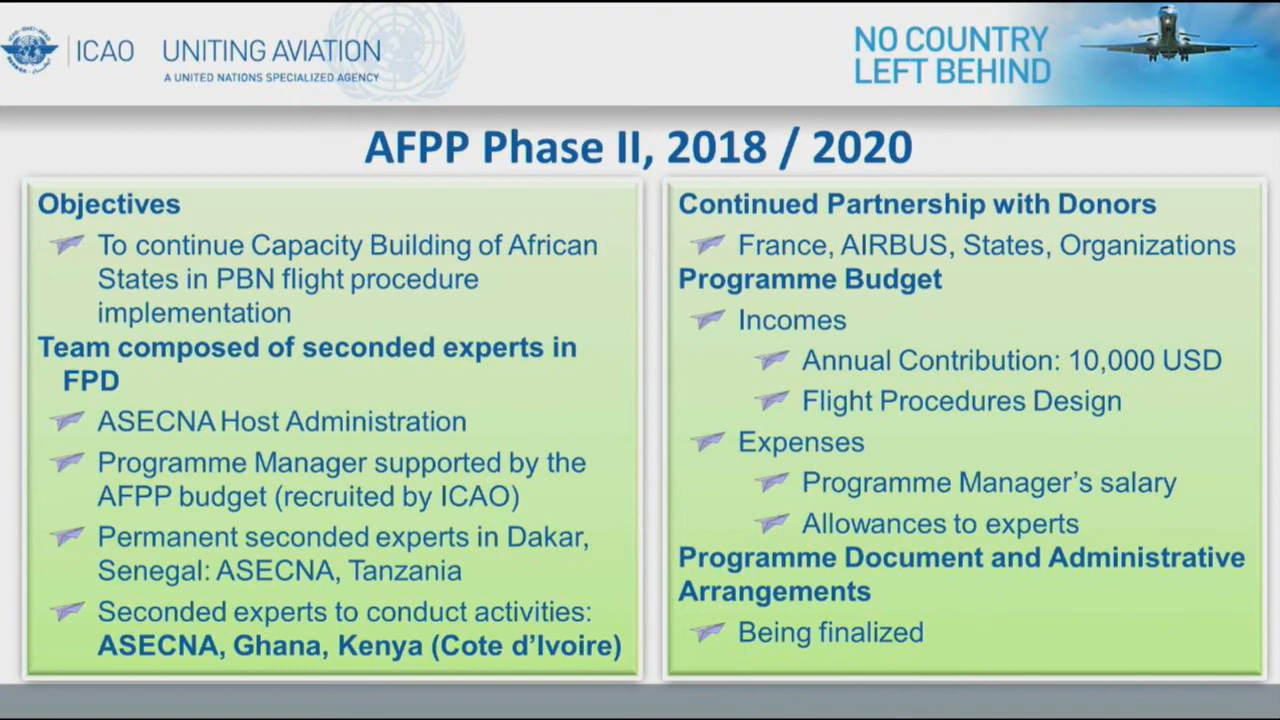 ICAO
UNITING AVIATION
A UNITED NATIONS SPECIALIZED AGENCY
NO COUNTRY
LEFT BEHIND
AFPP Phase II, 2018 / 2020
Objectives
To continue Capacity Building of African
States in PBN flight procedure
implementation
Team composed of seconded experts in
FPD
ASECNA Host Administration
Programme Manager supported by the
AFPP budget (recruited by ICAO)
Permanent seconded experts in Dakar,
Senegal: ASECNA, Tanzania
Seconded experts to conduct activities:
ASECNA, Ghana, Kenya (Cote d’Ivoire)
Continued Partnership with Donors
France, AIRBUS, States, Organizations
Programme Budget
Incomes
Annual Contribution: 10,000 USD
Flight Procedures Design
Expenses
Programme Manager’s salary
Allowances to experts
Programme Document and Administrative
Arrangements
Being finalized